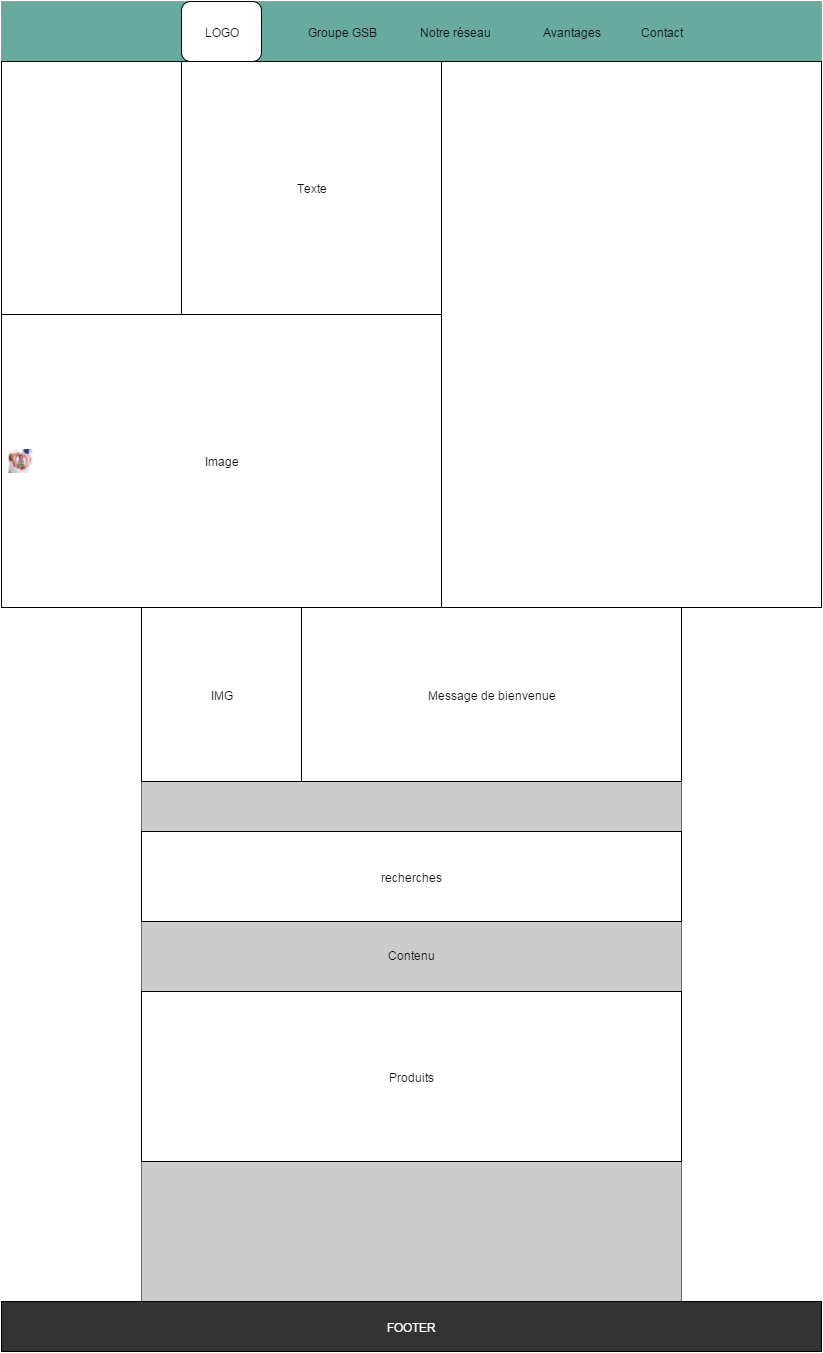 LOGO
Groupe GSB
Notre réseau
Avantages
Contact
Texte
Image
IMG
Message de bienvenue
recherches
Contenu
Produits
FOOTER